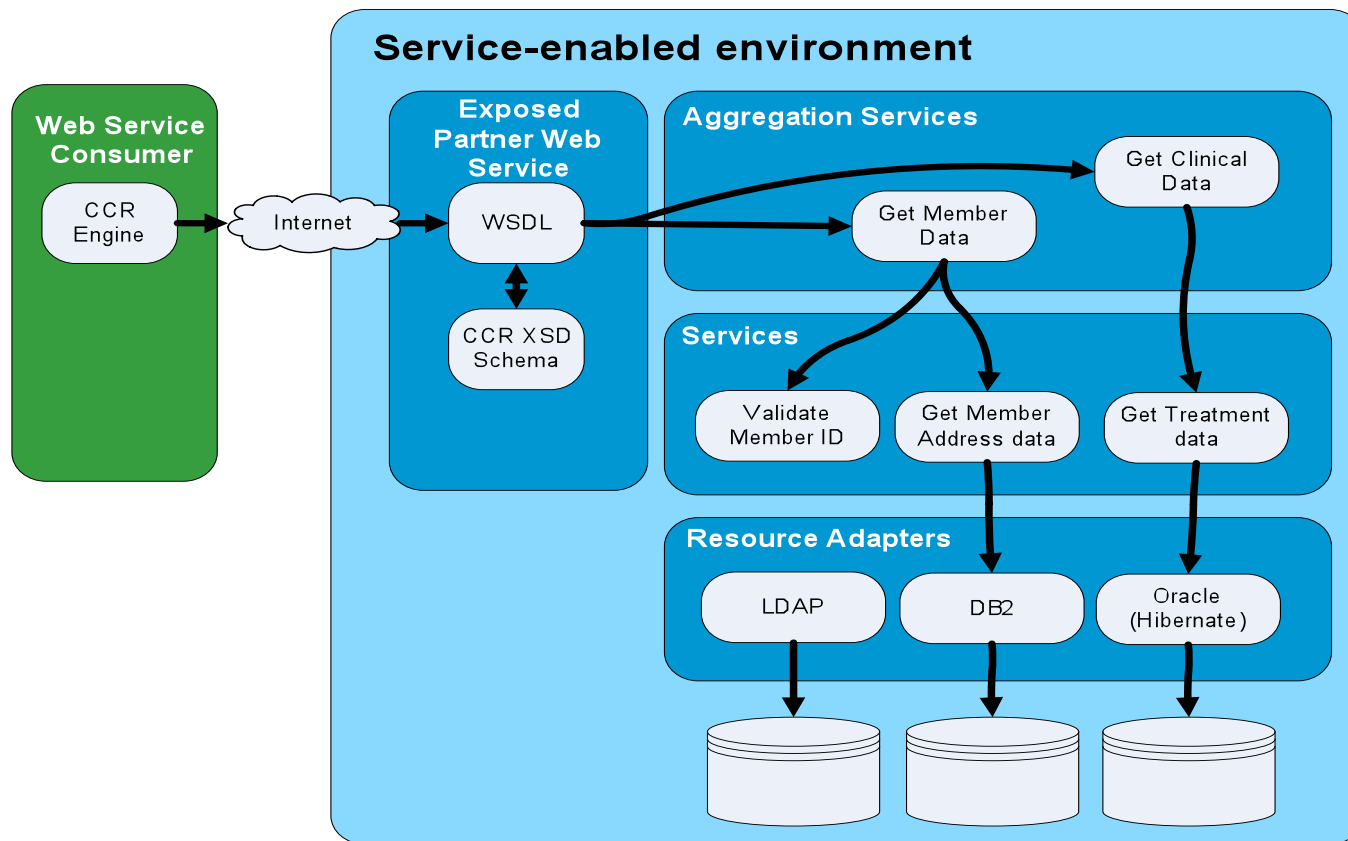 Service-enabled environment
Web Service
Consumer
CCR
Engine
Internet
Exposed
Partner Web
Service
WSDL
CCR XSD
Schema
Aggregation Services
Get Clinical
Data
Get Member
Data
Services
Validate
Member ID
Get Member
Address data
Get Treatment
data
Resource Adapters
LDAP
DB2
Oracle
(Hibernate)